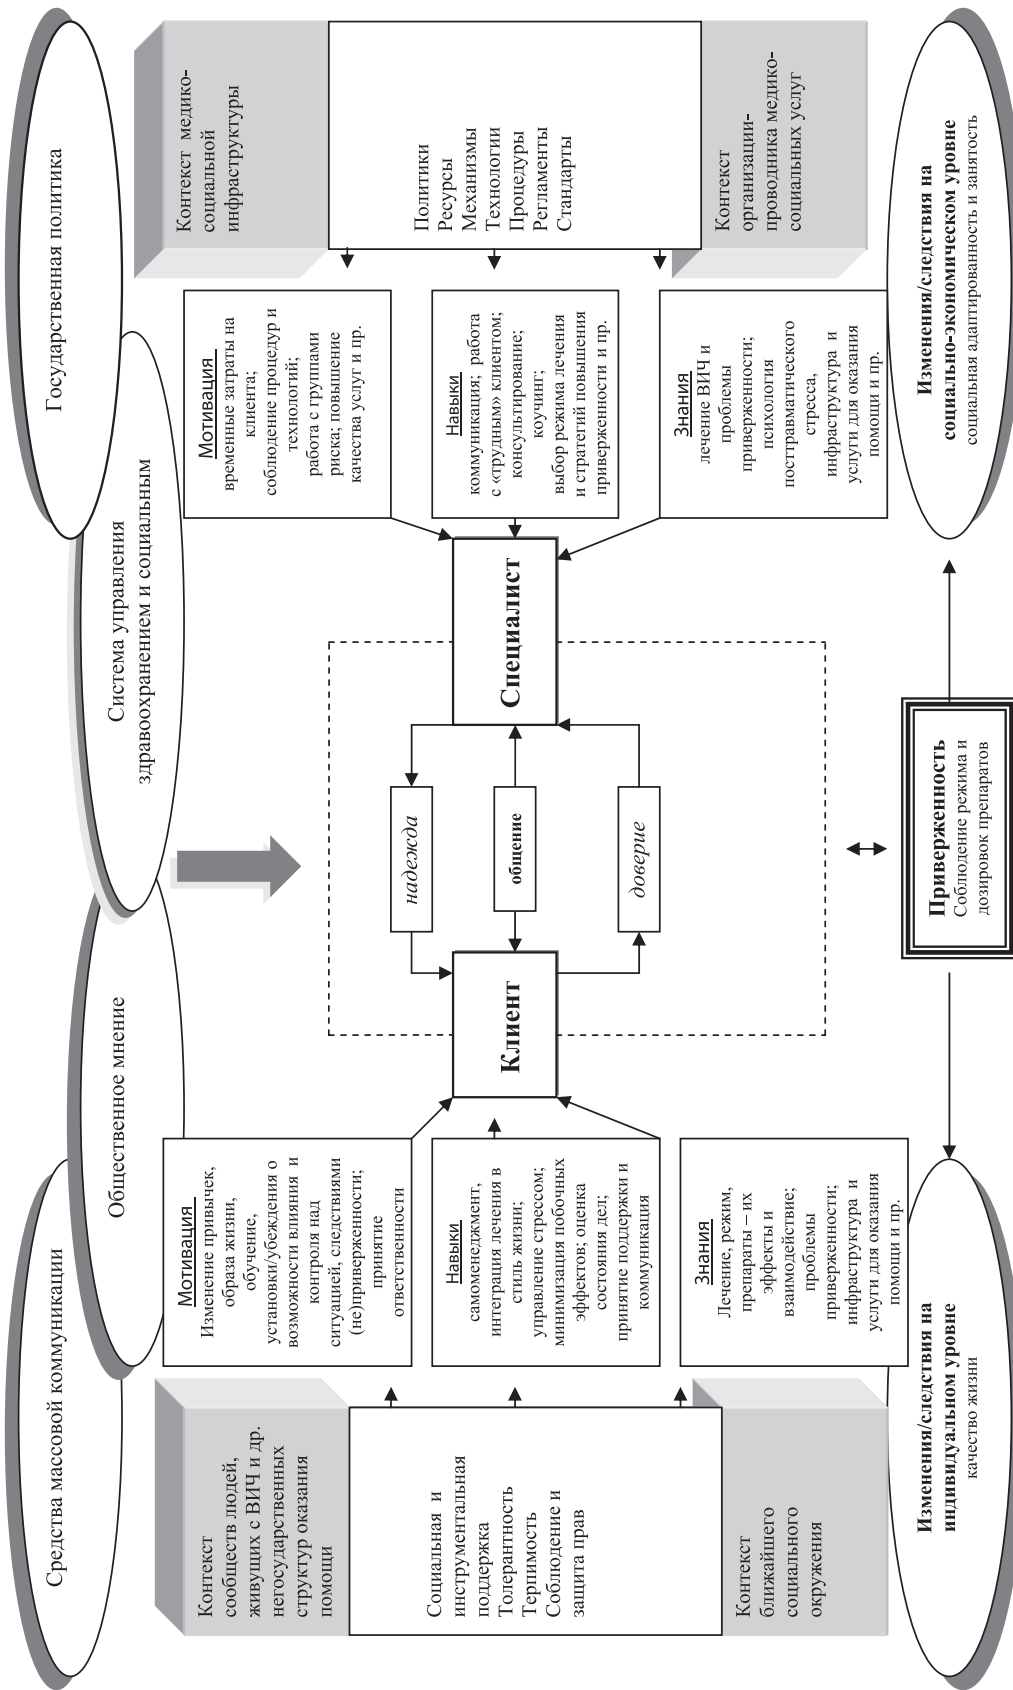 Средства массовой коммуникации
Общественное мнение
Система управления
здравоохранением и социальным
Государственная политика
Контекст
сообществ людей,
живущих с ВИЧ и др.
негосударственных
структур оказания
помощи
Социальная и
инструментальная
поддержка
Толерантность
Терпимость
Соблюдение и
защита прав
Контекст
ближайшего
социального
окружения
Мотивация
Изменение привычек,
образа жизни,
обучение,
установки/убеждения о
возможности влияния и
контроля над
ситуацией, следствиями
(не)приверженности;
принятие
ответственности
Навыки
самоменеджмент,
интеграция лечения в
стиль жизни;
управление стрессом;
минимизация побочных
эффектов; оценка
состояния дел;
принятие поддержки и
коммуникация
Знания
Лечение, режим,
препараты – их
эффекты и
взаимодействие;
проблемы
приверженности;
инфраструктура и
услуги для оказания
помощи и пр.
Клиент
надежда
общение
доверие
Специалист
Мотивация
временные затраты на
клиента;
соблюдение процедур и
технологий;
работа с группами
риска; повышение
качества услуг и пр.
Навыки
коммуникация; работа
с «трудным» клиентом;
консультирование;
коучинг;
выбор режима лечения
и стратегий повышения
приверженности и пр.
Знания
лечение ВИЧ и
проблемы
приверженности;
психология
посттравматического
стресса,
инфраструктура и
услуги для оказания
помощи и пр.
Контекст медико-
социальной
инфраструктуры
Политики
Ресурсы
Механизмы
Технологии
Процедуры
Регламенты
Стандарты
Контекст
организации-
проводника медико-
социальных услуг
Изменения/следствия на
индивидуальном уровне
качество жизни
Приверженность
Соблюдение режима и
дозировок препаратов
Изменения/следствия на
социально-экономическом уровне
социальная адаптированность и занятость